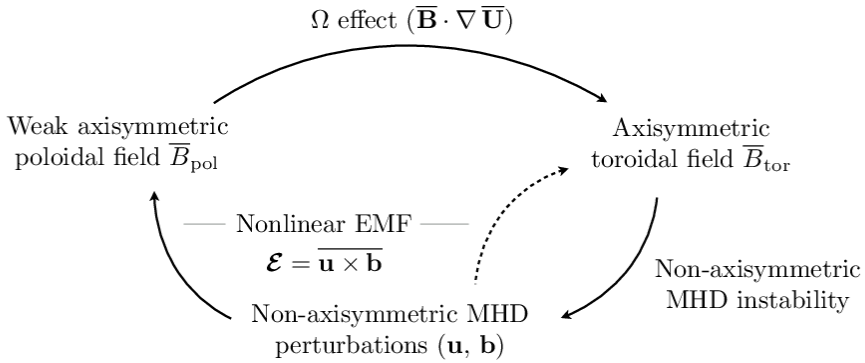 Ω effect (B̅ · ∇ U̅)
Weak axisymmetric
poloidal field B̅pol
Axisymmetric
toroidal field B̅tor
Nonlinear EMF
𝓔 = u × b
Non-axisymmetric
MHD instability
Non-axisymmetric MHD
perturbations (u, b)